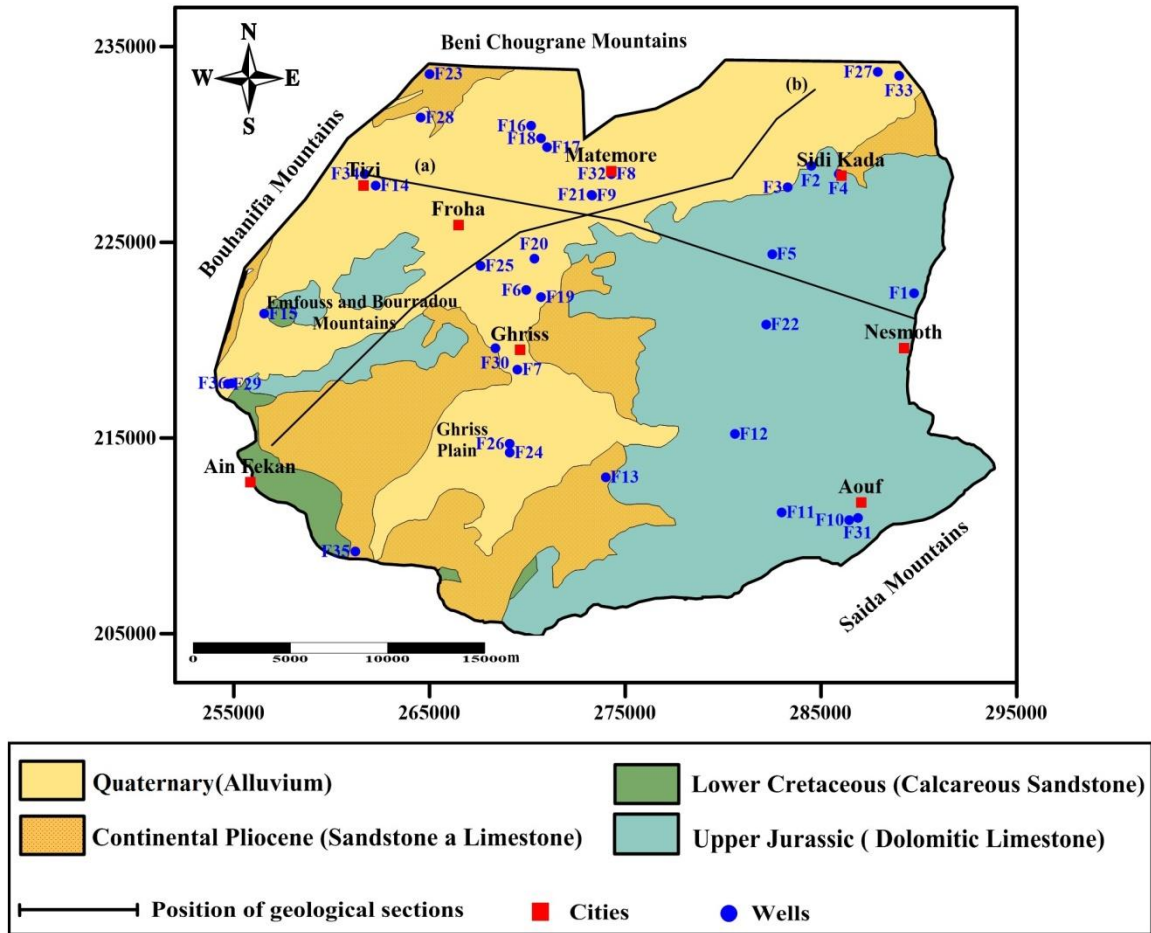 235000
225000
215000
205000
255000
265000
275000
285000
295000
N
W
E
S
Beni Chougrane Mountains
Bouhanifia Mountains
Saida Mountains
Emfouss and Bourradou
Mountains
Ghriss
Plain
(a)
(b)
Tizi
Froha
Matemore
Sidi Kada
Ghriss
Nesmoth
Ain Fekan
Aouf
F23
F28
F16
F18
F17
F27
F33
F34
F14
F32
F8
F21
F9
F3
F2
F4
F5
F20
F25
F6
F19
F1
F22
F15
F30
F7
F36
F29
F26
F24
F12
F13
F11
F10
F31
F35
0
5000
10000
15000m
Quaternary(Alluvium)
Lower Cretaceous (Calcareous Sandstone)
Continental Pliocene (Sandstone a Limestone)
Upper Jurassic ( Dolomitic Limestone)
Position of geological sections
Cities
Wells